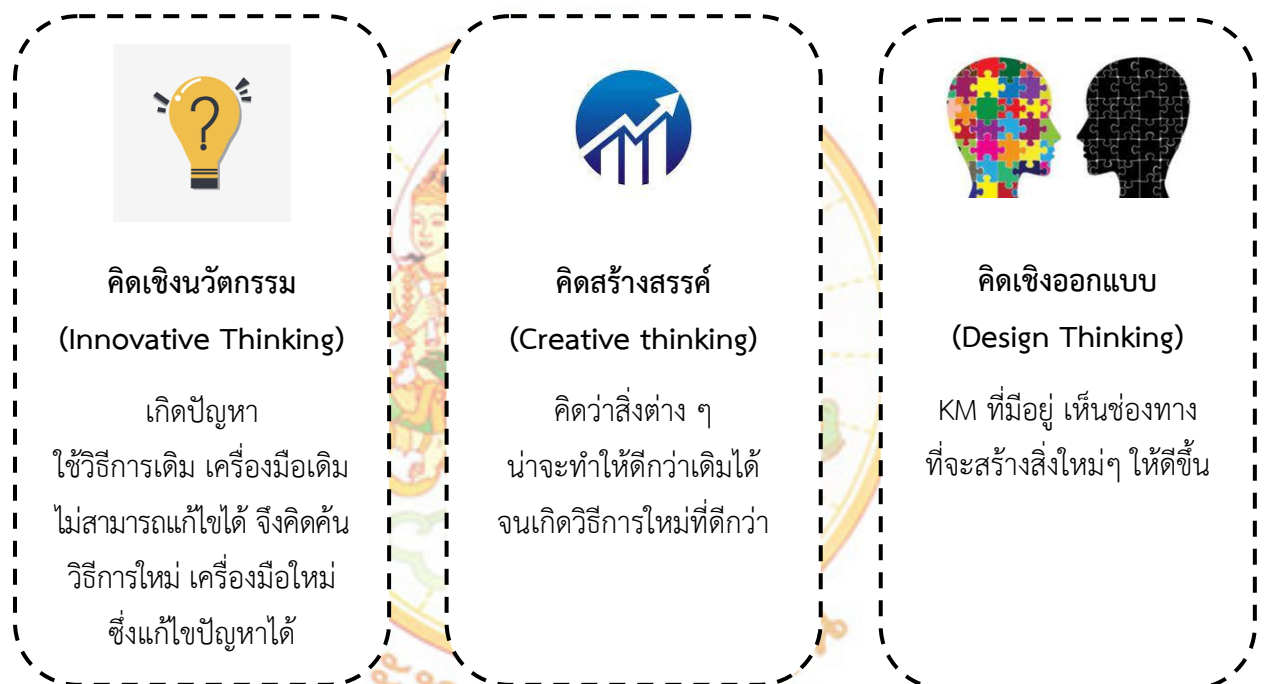 ?
คิดเชิงนวัตกรรม
(Innovative Thinking)
เกิดปัญหา
ใช้วิธีการเดิม เครื่องมือเดิม
ไม่สามารถแก้ไขได้ จึงคิดค้น
วิธีการใหม่ เครื่องมือใหม่
ซึ่งแก้ไขปัญหาได้
คิดสร้างสรรค์
(Creative thinking)
คิดว่าสิ่งต่าง ๆ
น่าจะทำให้ดีกว่าเดิมได้
จนเกิดวิธีการใหม่ที่ดีกว่า
คิดเชิงออกแบบ
(Design Thinking)
KM ที่มีอยู่ เห็นช่องทาง
ที่จะสร้างสิ่งใหม่ๆ ให้ดีขึ้น